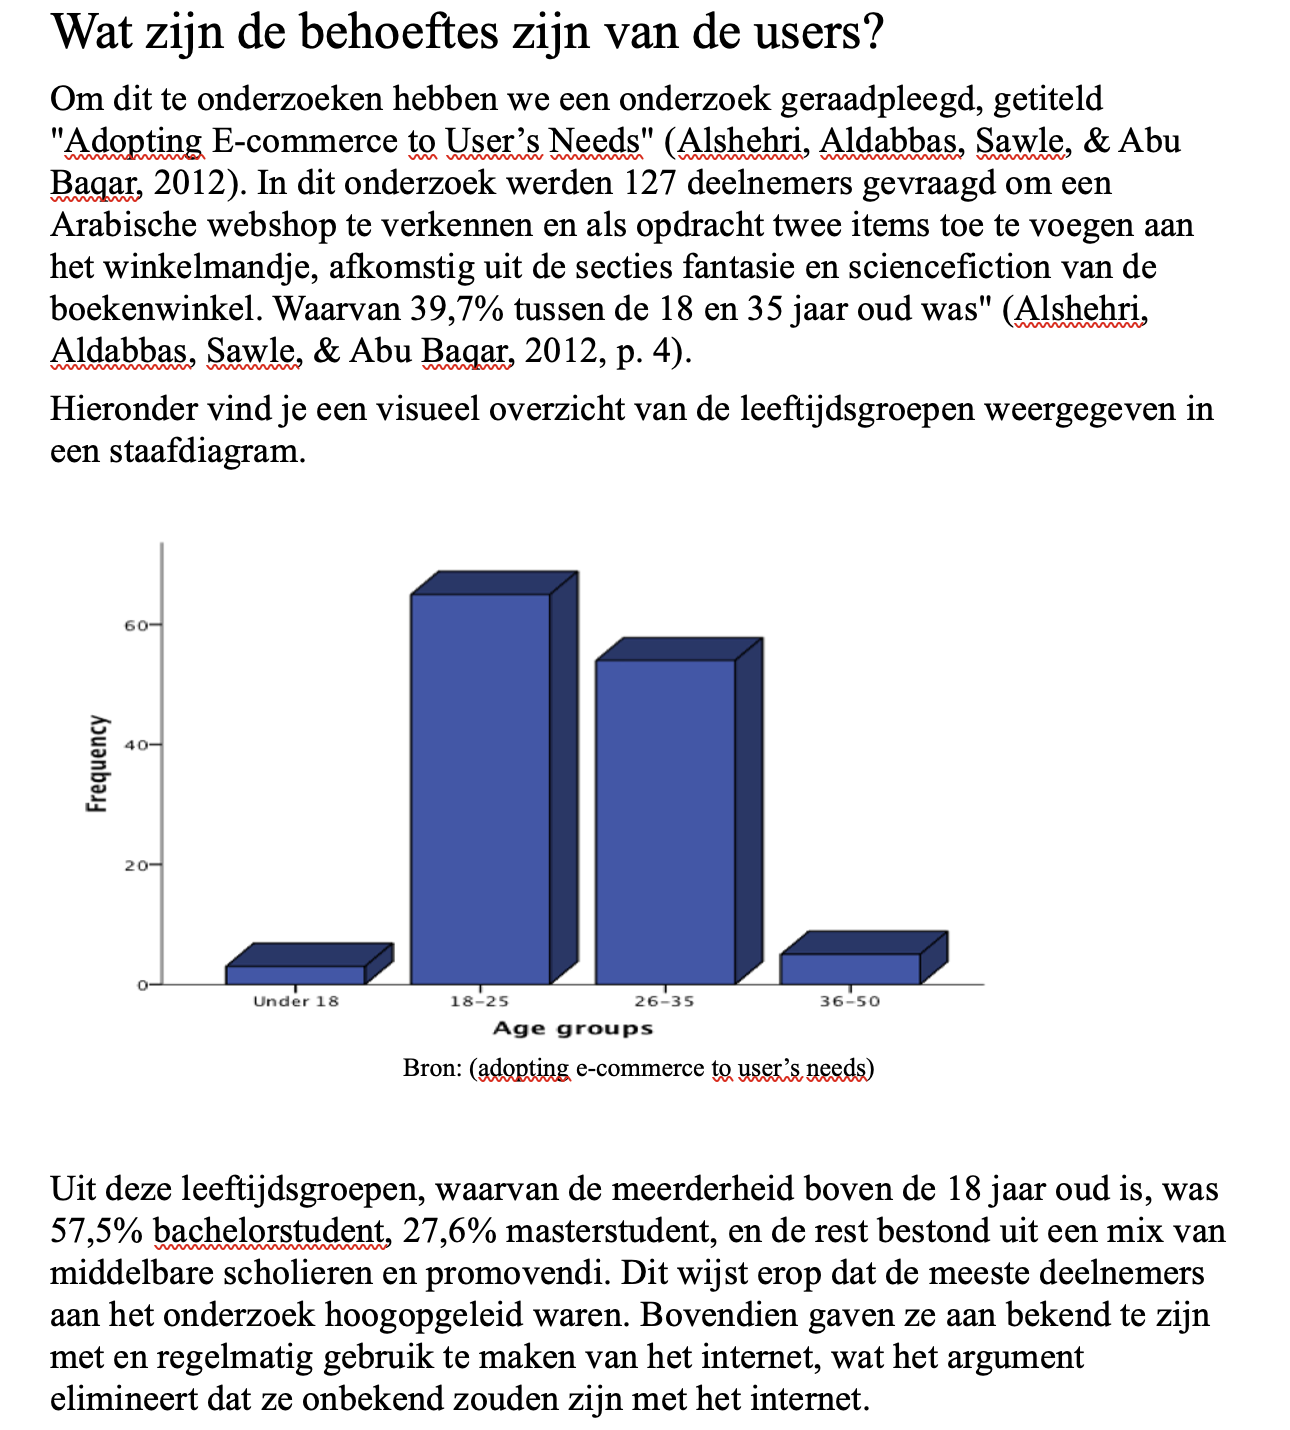 Wat zijn de behoeftes zijn van de users?
Om dit te onderzoeken hebben we een onderzoek geraadpleegd, getiteld
"Adopting E-commerce to User’s Needs" (Alshehri, Aldabbas, Sawle, & Abu
Baqar, 2012). In dit onderzoek werden 127 deelnemers gevraagd om een
Arabische webshop te verkennen en als opdracht twee items toe te voegen aan
het winkelmandje, afkomstig uit de secties fantasie en sciencefiction van de
boekenwinkel. Waarvan 39,7% tussen de 18 en 35 jaar oud was" (Alshehri,
Aldabbas, Sawle, & Abu Baqar, 2012, p. 4).
Hieronder vind je een visueel overzicht van de leeftijdsgroepen weergegeven in
een staafdiagram.
Frequency
60
40
20
0
Under 18
18-25
26-35
36-50
Age groups
Bron: (adopting e-commerce to user’s needs)
Uit deze leeftijdsgroepen, waarvan de meerderheid boven de 18 jaar oud is, was
57,5% bachelorstudent, 27,6% masterstudent, en de rest bestond uit een mix van
middelbare scholieren en promovendi. Dit wijst erop dat de meeste deelnemers
aan het onderzoek hoogopgeleid waren. Bovendien gaven ze aan bekend te zijn
met en regelmatig gebruik te maken van het internet, wat het argument
elimineert dat ze onbekend zouden zijn met het internet.